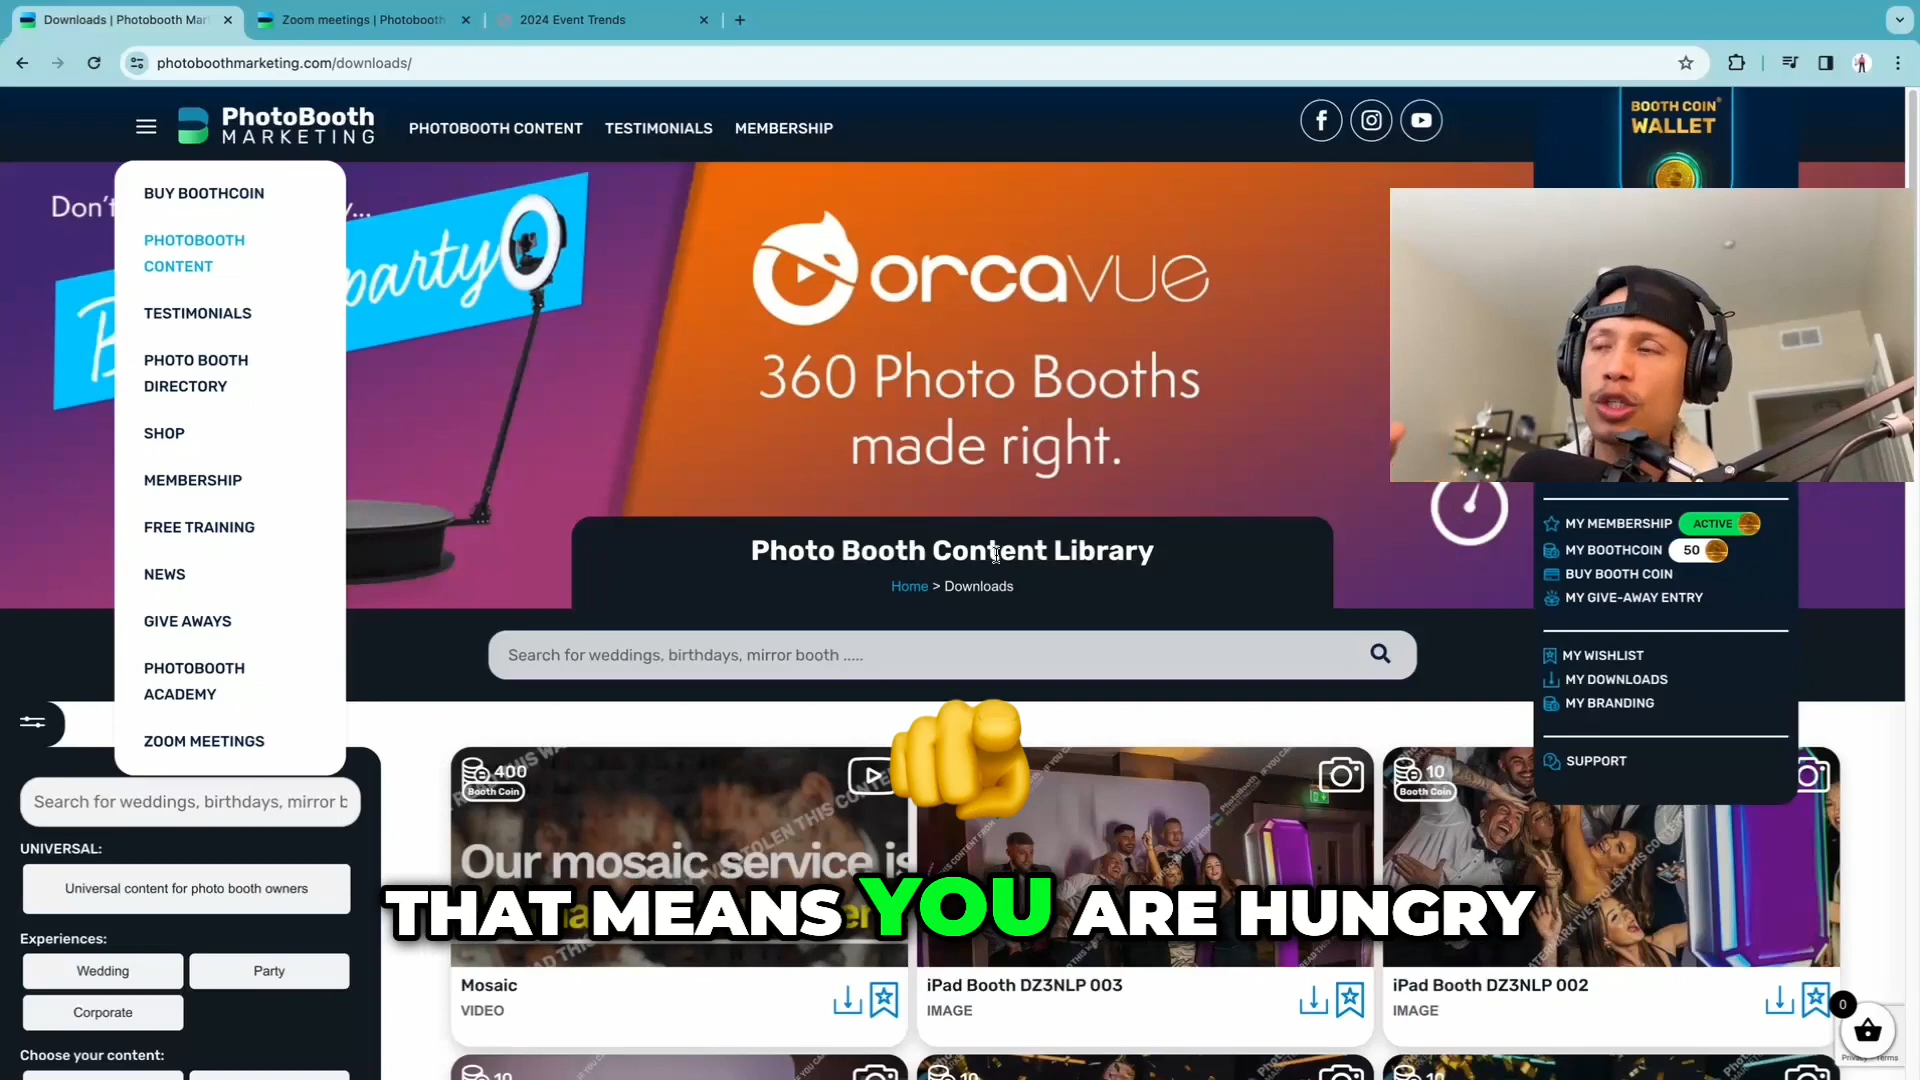 Downloads | Photobooth Mar
Zoom meetings | Photobooth
2024 Event Trends
photoboothmarketing.com/downloads/
PhotoBooth
MARKETING
PHOTOBOOTH CONTENT
TESTIMONIALS
MEMBERSHIP
BOOTH COIN
WALLET
Don't
...
party
BUY BOOTHCOIN
PHOTOBOOTH
CONTENT
TESTIMONIALS
PHOTO BOOTH
DIRECTORY
SHOP
MEMBERSHIP
FREE TRAINING
NEWS
GIVE AWAYS
PHOTOBOOTH
ACADEMY
ZOOM MEETINGS
orcavue
360 Photo Booths
made right.
Photo Booth Content Library
Home > Downloads
Search for weddings, birthdays, mirror booth .....
MY MEMBERSHIP ACTIVE
MY BOOTHCOIN 50
BUY BOOTH COIN
MY GIVE-AWAY ENTRY
MY WISHLIST
MY DOWNLOADS
MY BRANDING
SUPPORT
Search for weddings, birthdays, mirror b
UNIVERSAL:
Universal content for photo booth owners
Experiences:
Wedding
Party
Corporate
Choose your content:
400
Booth Coin
Our mosaic service is
10
Booth Coin
THAT MEANS YOU ARE HUNGRY
Mosaic
VIDEO
iPad Booth DZ3NLP 003
IMAGE
iPad Booth DZ3NLP 002
IMAGE
0
Privacy - Terms
10
10
10